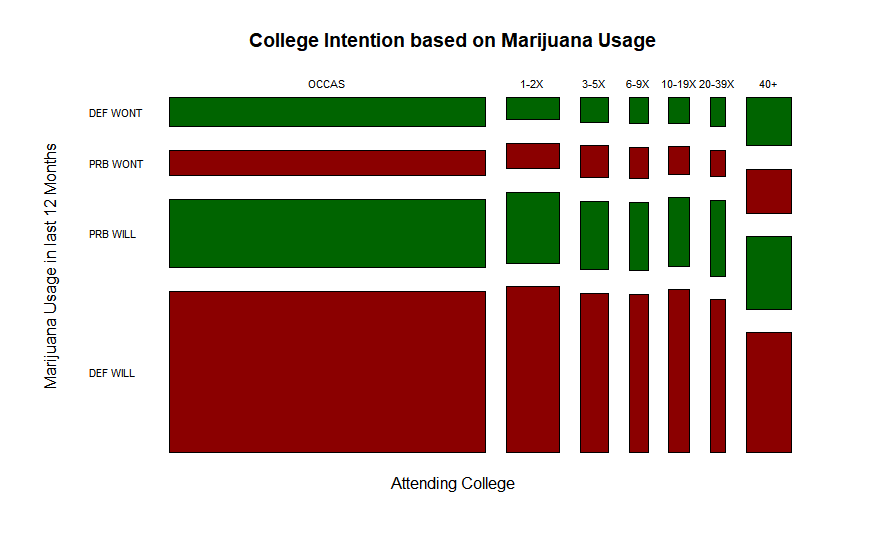 College Intention based on Marijuana Usage
OCCAS 1-2X 3-5X 6-9X 10-19X 20-39X 40+
DEF WONT
PRB WONT
PRB WILL
DEF WILL
Marijuana Usage in last 12 Months
Attending College